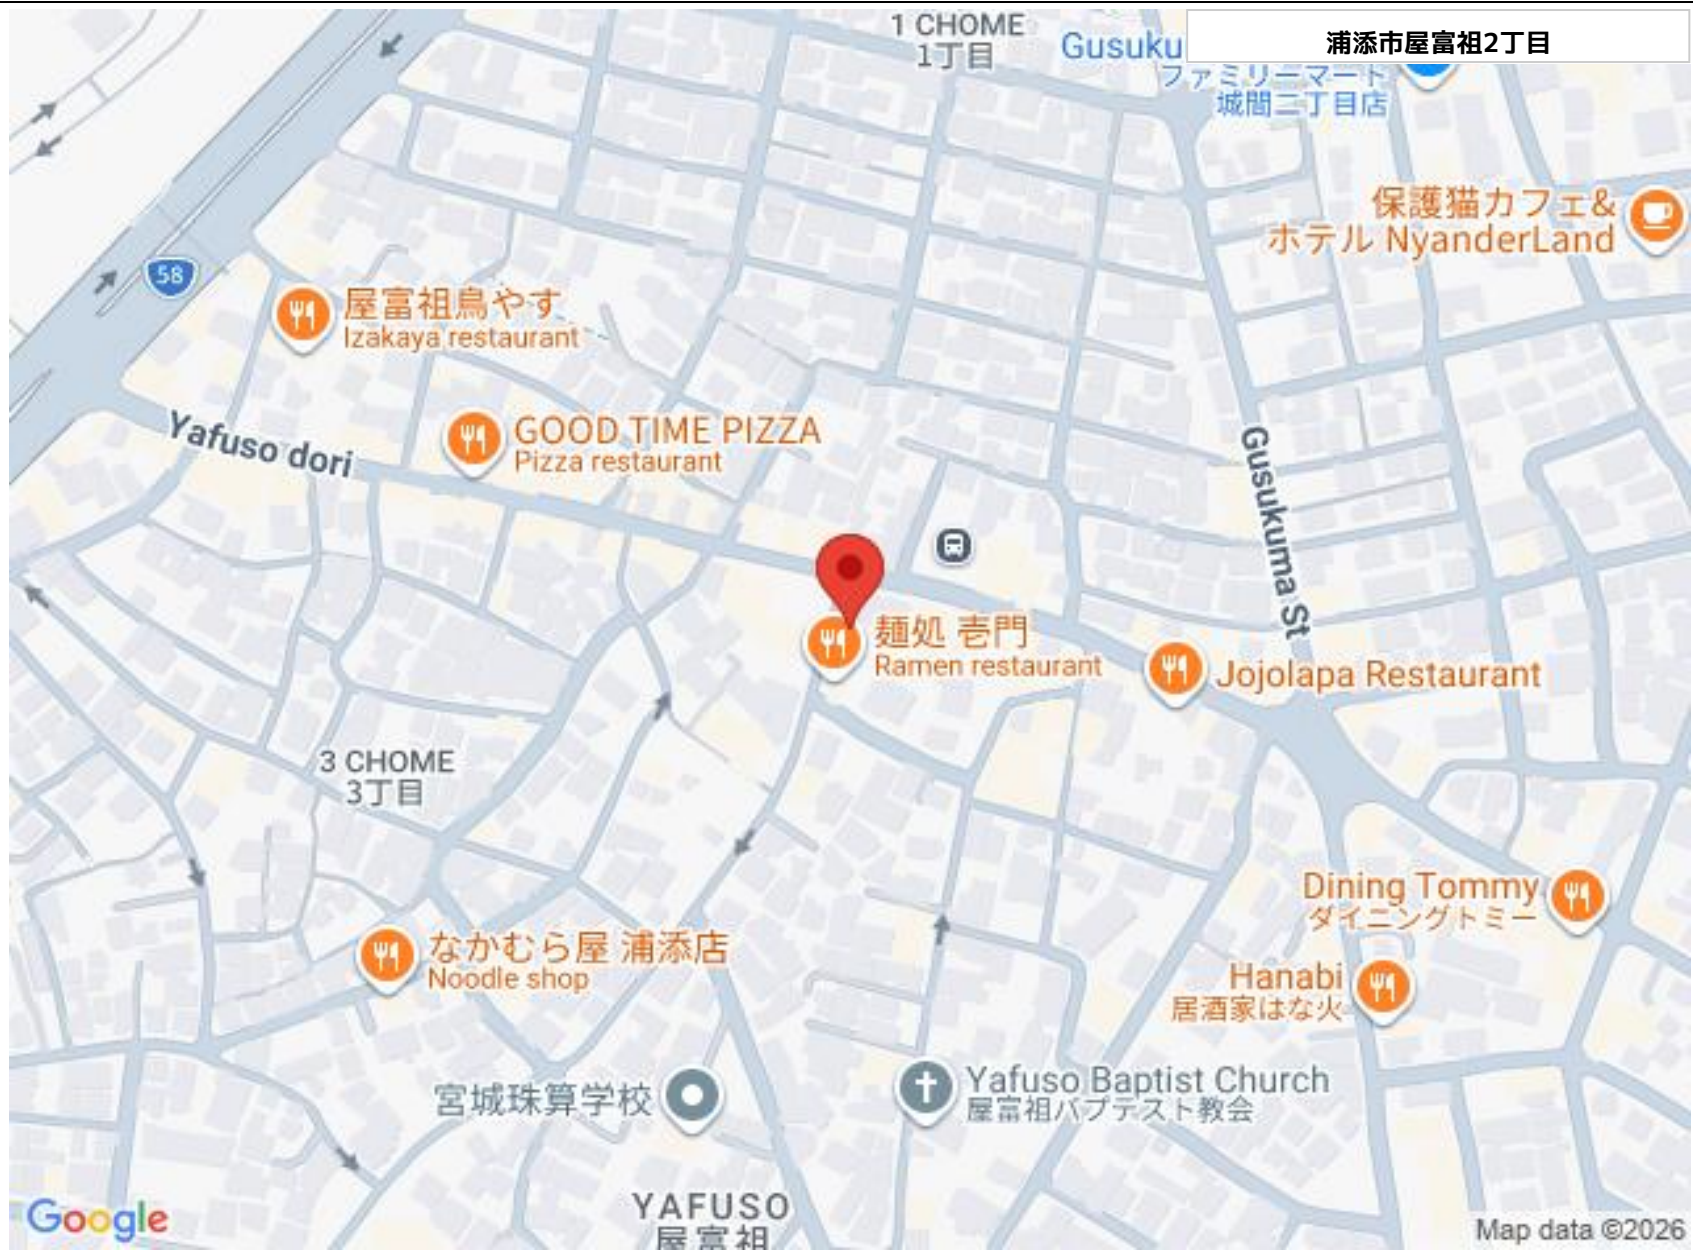 1 CHOME
1丁目
Gusuku
浦添市屋富祖2丁目
ファミリーマート
城間二丁目店
保護猫カフェ&
ホテル NyanderLand
58
屋富祖鳥やす
Izakaya restaurant
GOOD TIME PIZZA
Pizza restaurant
Yafuso dori
Gusukuma St
麺処 壱門
Ramen restaurant
Jojolapa Restaurant
3 CHOME
3丁目
Dining Tommy
ダイニングトミー
なかむら屋 浦添店
Noodle shop
Hanabi
居酒家はな火
宮城珠算学校
Yafuso Baptist Church
屋富祖バプテスト教会
YAFUSO
屋富祖
Google
Map data ©2026